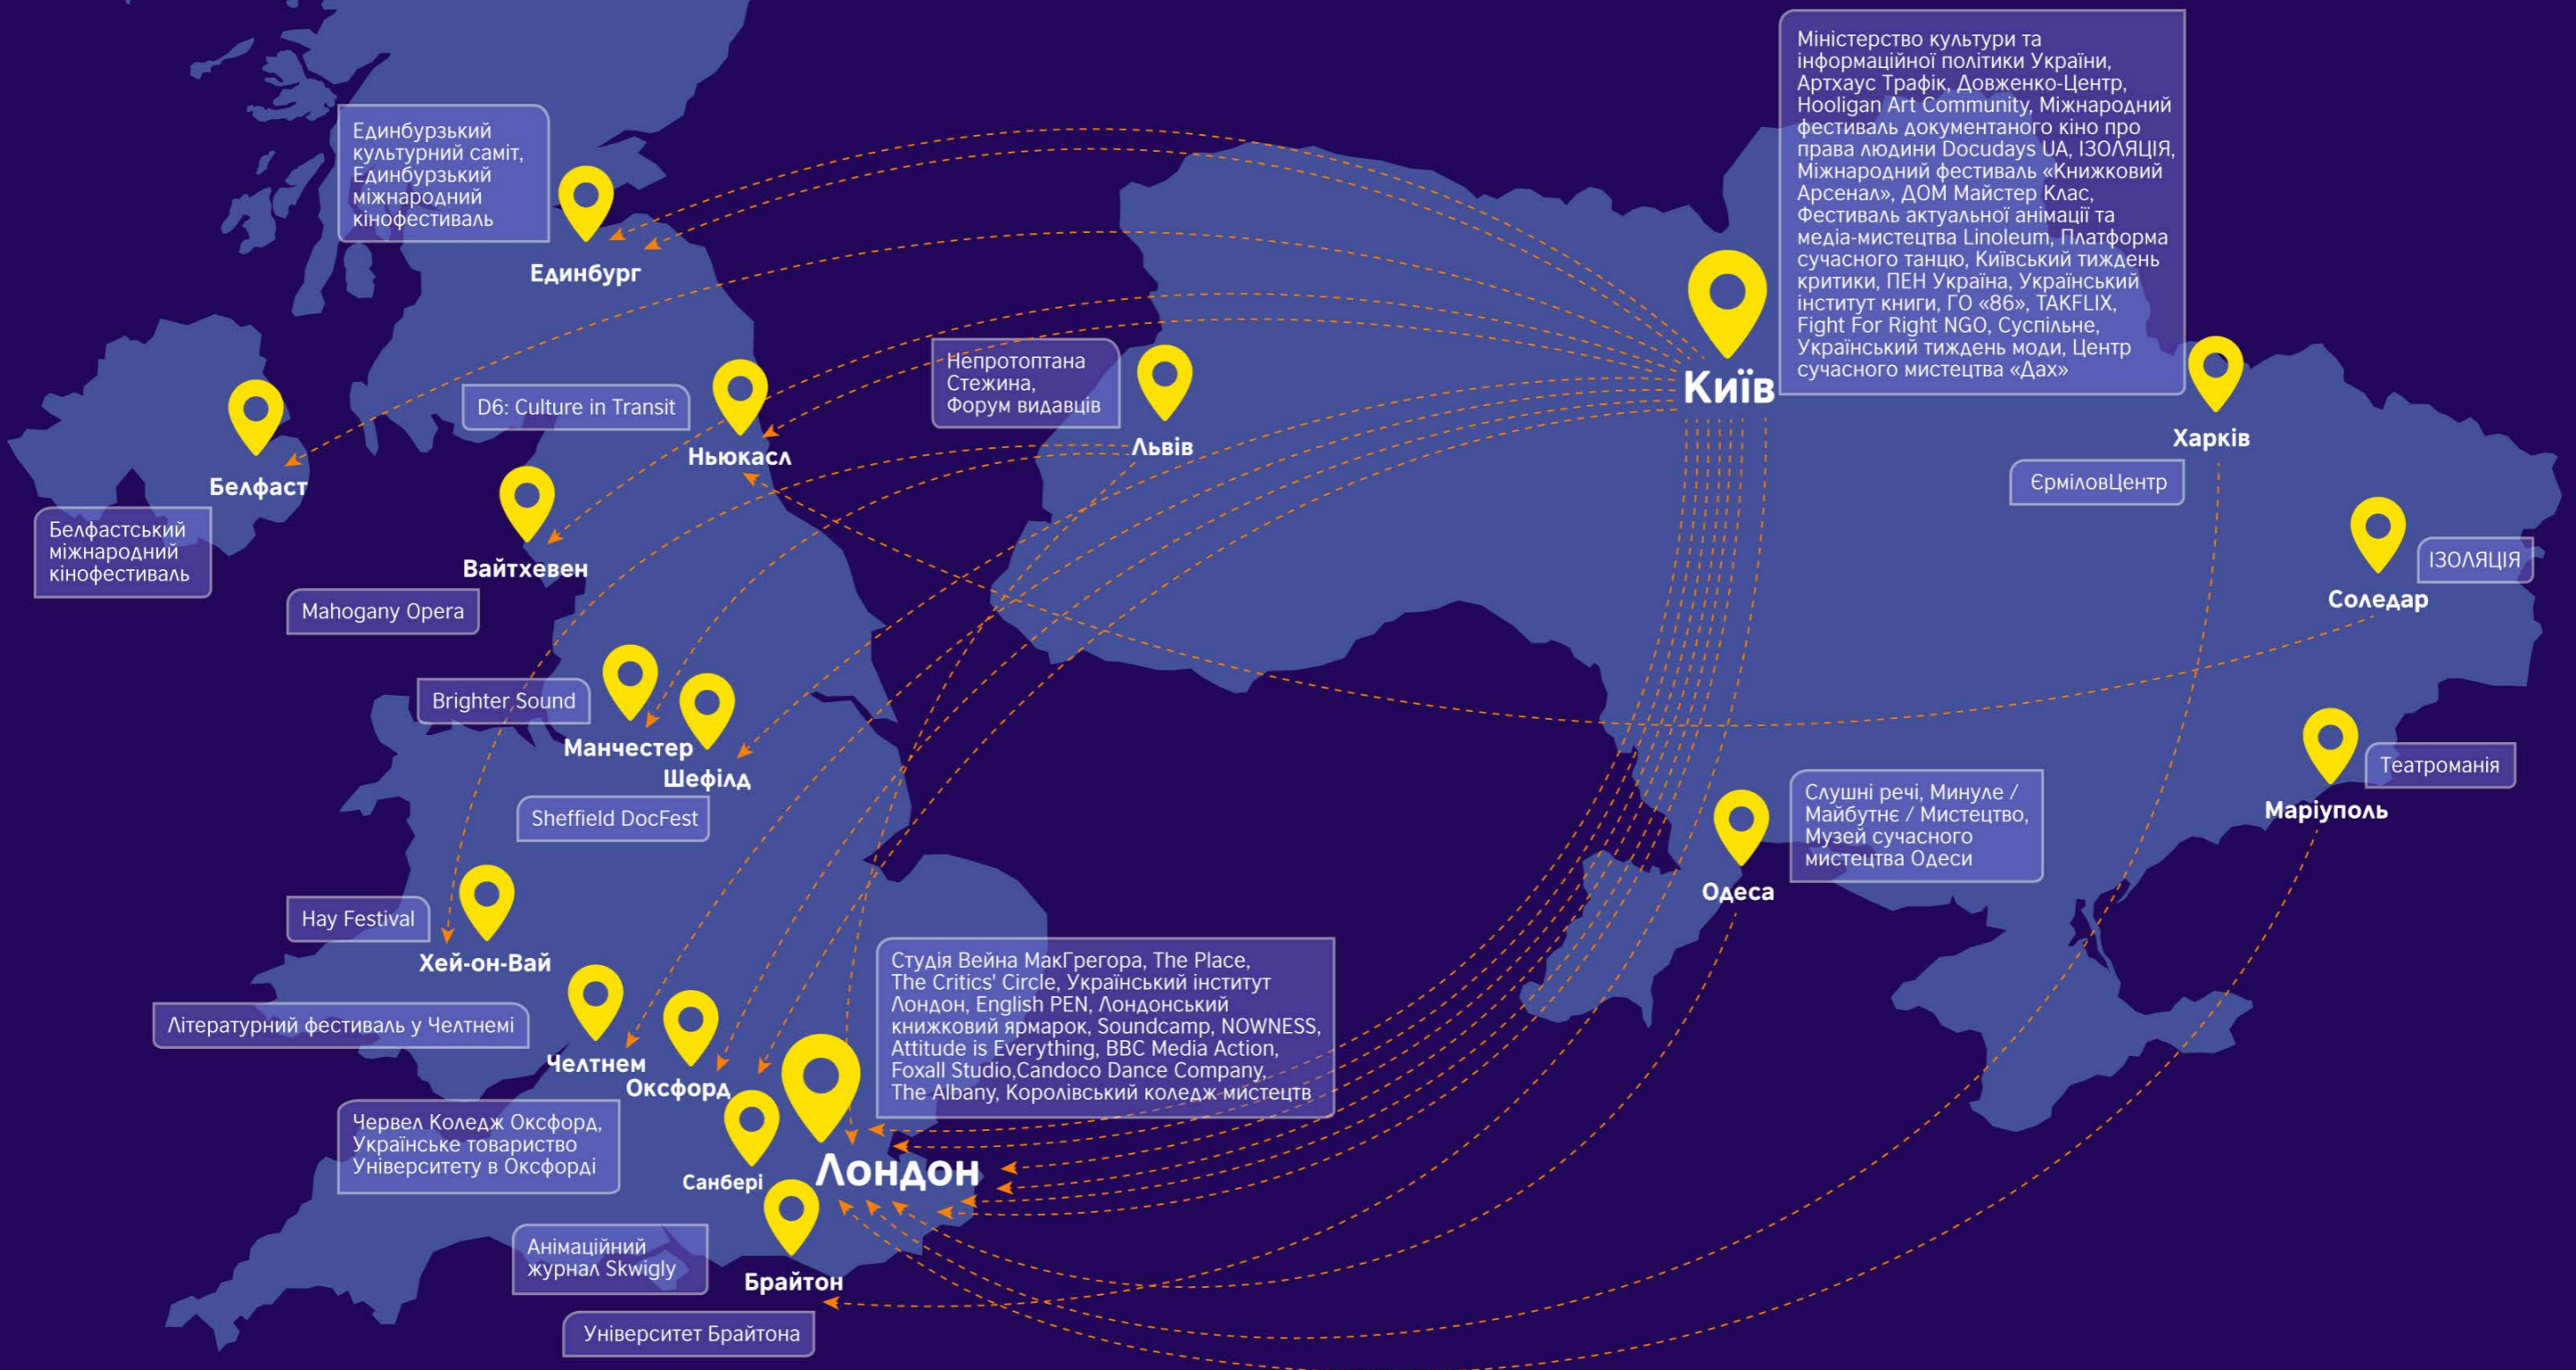 Единбурзький
культурний саміт,
Единбурзький
міжнародний
кінофестиваль
Единбург
Белфаст
Белфастський
міжнародний
кінофестиваль
D6: Culture in Transit
Ньюкасл
Вайтхевен
Mahogany Opera
Brighter Sound
Манчестер
Шефілд
Sheffield DocFest
Hay Festival
Хей-он-Вай
Літературний фестиваль у Челтнемі
Челтнем
Оксфорд
Червел Коледж Оксфорд,
Українське товариство
Університету в Оксфорді
Санбері
Анімаційний
журнал Skwigly
Лондон
Студія Вейна МакГрегора, The Place,
The Critics' Circle, Український інститут
Лондон, English PEN, Лондонський
книжковий ярмарок, Soundcamp, NOWNESS,
Attitude is Everything, BBC Media Action,
Foxall Studio,Candoco Dance Company,
The Albany, Королівський коледж мистецтв
Брайтон
Університет Брайтона
Непротоптана
Стежина,
Форум видавців
Львів
Київ
Міністерство культури та
інформаційної політики України,
Артхаус Трафік, Довженко-Центр,
Hooligan Art Community, Міжнародний
фестиваль документаного кіно про
права людини Docudays UA, ІЗОЛЯЦІЯ,
Міжнародний фестиваль «Книжковий
Арсенал», ДОМ Майстер Клас,
Фестиваль актуальної анімації та
медіа-мистецтва Linoleum, Платформа
сучасного танцю, Київський тиждень
критики, ПЕН Україна, Український
інститут книги, ГО «86», TAKFLIX,
Fight For Right NGO, Суспільне,
Український тиждень моди, Центр
сучасного мистецтва «Дах»
Харків
ЄрміловЦентр
ІЗОЛЯЦІЯ
Соледар
Театроманія
Маріуполь
Слушні речі, Минуле /
Майбутнє / Мистецтво,
Музей сучасного
мистецтва Одеси
Одеса